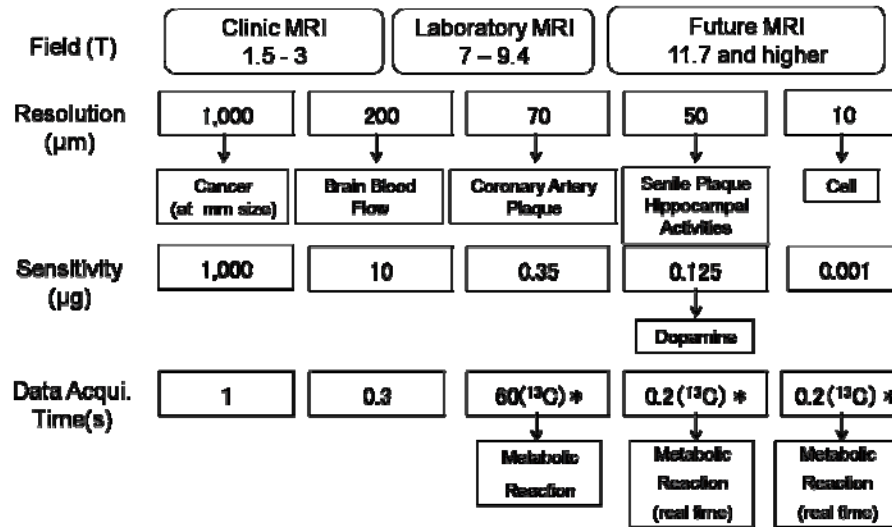 Field (T)
Clinic MRI
1.5 - 3
Laboratory MRI
7 – 9.4
Future MRI
11.7 and higher
Resolution
(μm)
1,000
200
70
50
10
Cancer
(at mm size)
Brain Blood
Flow
Coronary Artery
Plaque
Senile Plaque
Hippocampal
Activities
Cell
Sensitivity
(μg)
1,000
10
0.35
0.125
0.001
Dopamine
Data Acqui.
Time(s)
1
0.3
60(¹³C) *
0.2(¹³C) *
0.2(¹³C) *
Metabolic
Reaction
Metabolic
Reaction
(real time)
Metabolic
Reaction
(real time)